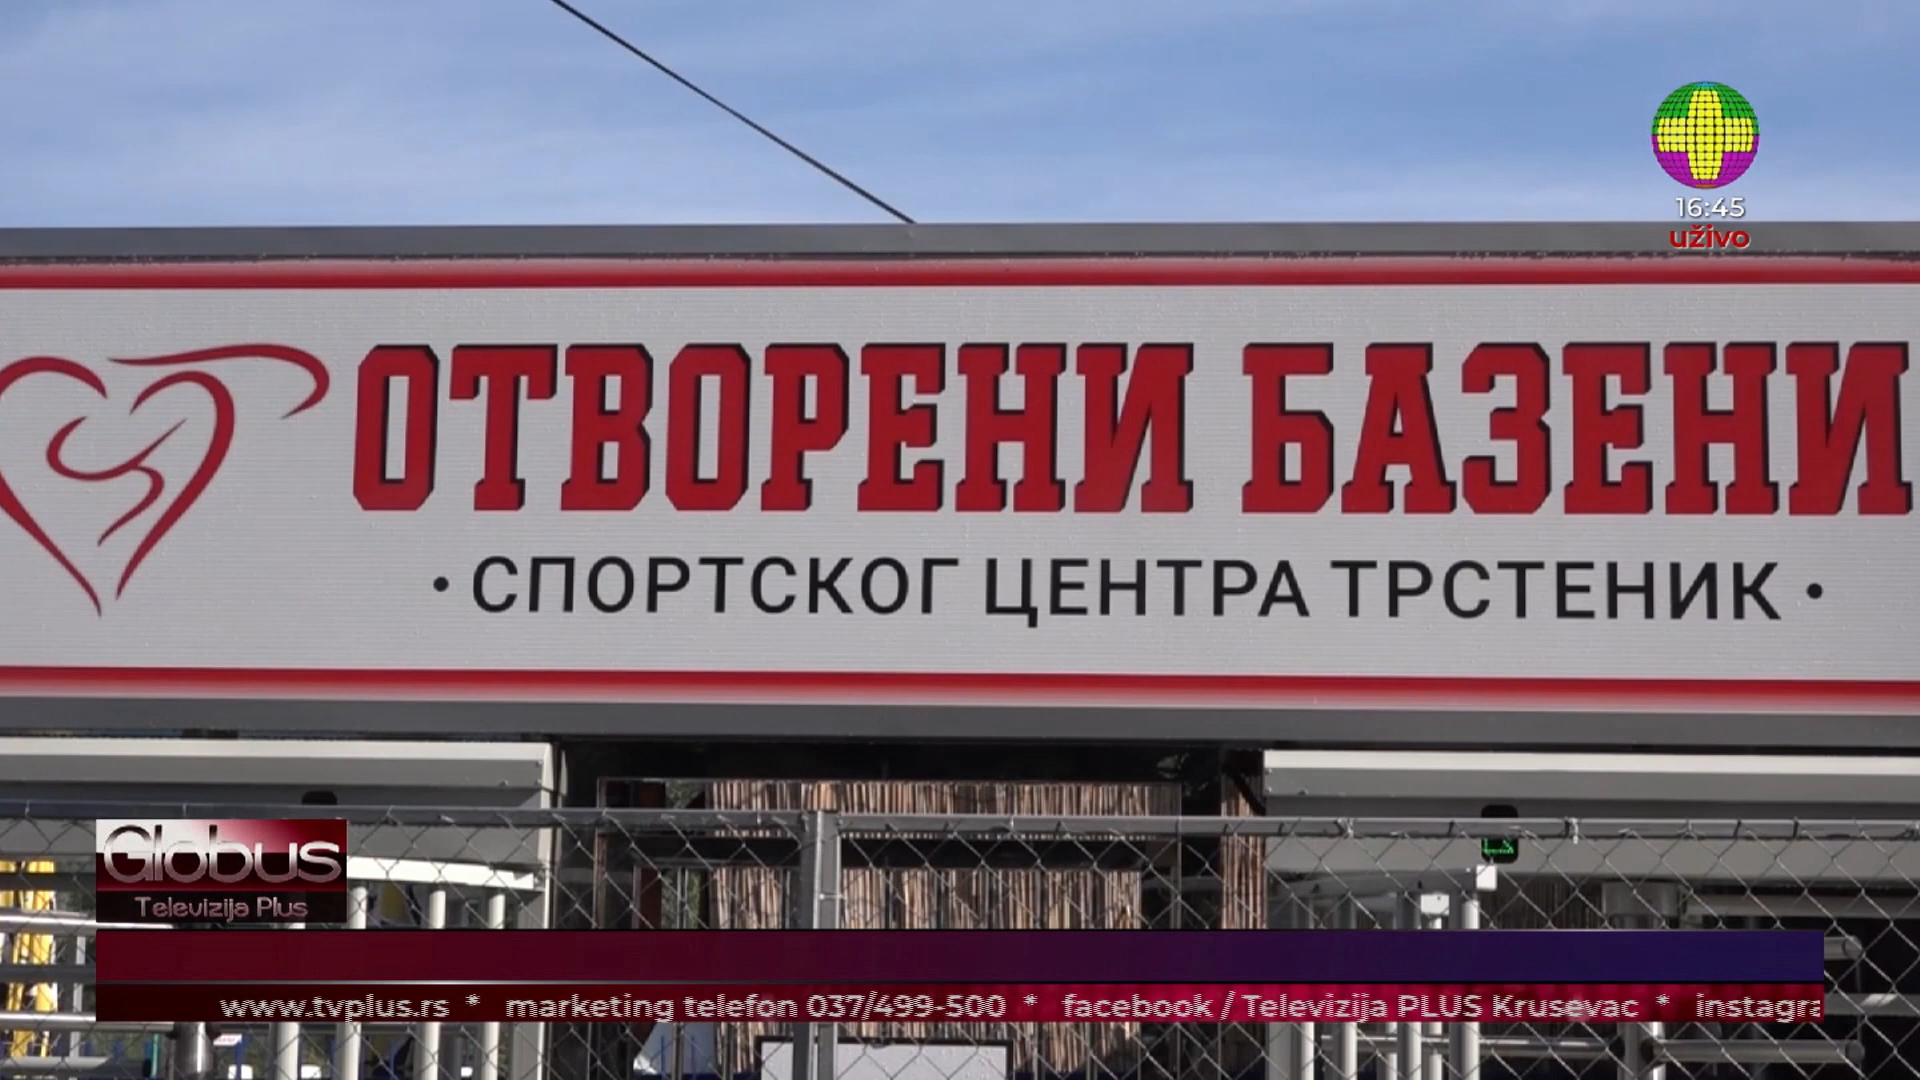 16:45
uživo
ОТВОРЕНИ БАЗЕНИ
• СПОРТСКОГ ЦЕНТРА ТРСТЕНИК •
Globus
Televizija Plus
www.tvplus.rs * marketing telefon 037/499-500 * facebook / Televizija PLUS Krusevac * instagra